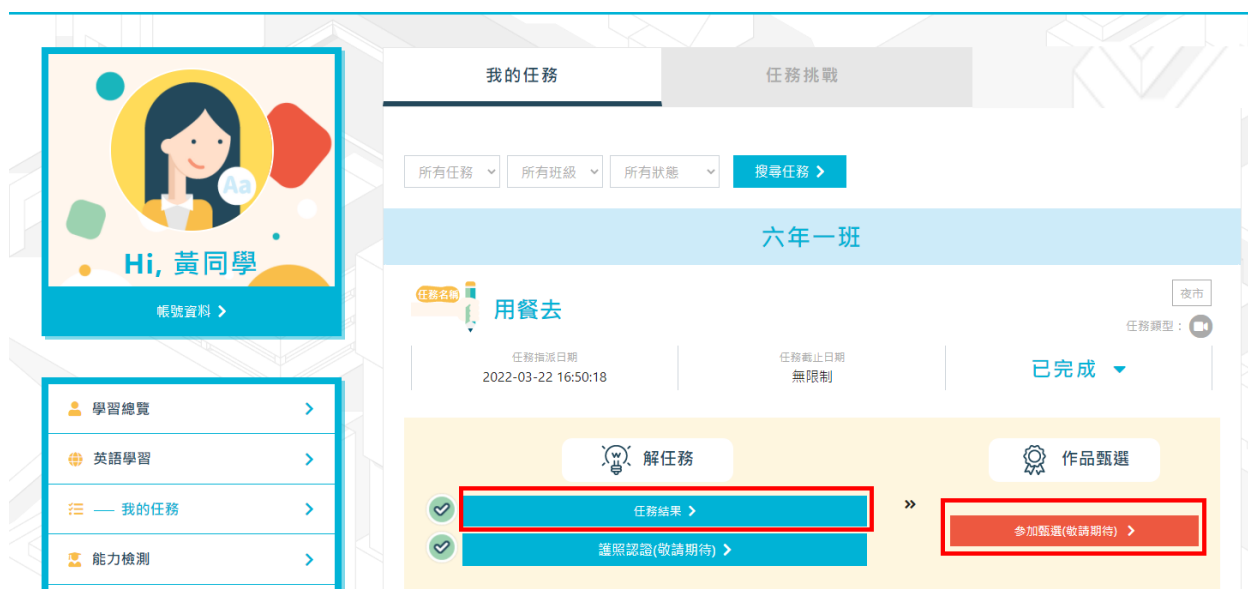 我的任務
任務挑戰
所有任務
所有班級
所有狀態
搜尋任務
六年一班
Aa
Hi, 黃同學
帳號資料
任務名稱
用餐去
夜市
任務類型：
任務指派日期
2022-03-22 16:50:18
任務截止日期
無限制
已完成
學習總覽
英語學習
— 我的任務
能力檢測
解任務
任務結果
護照認證(敬請期待)
»
作品甄選
參加甄選(敬請期待)